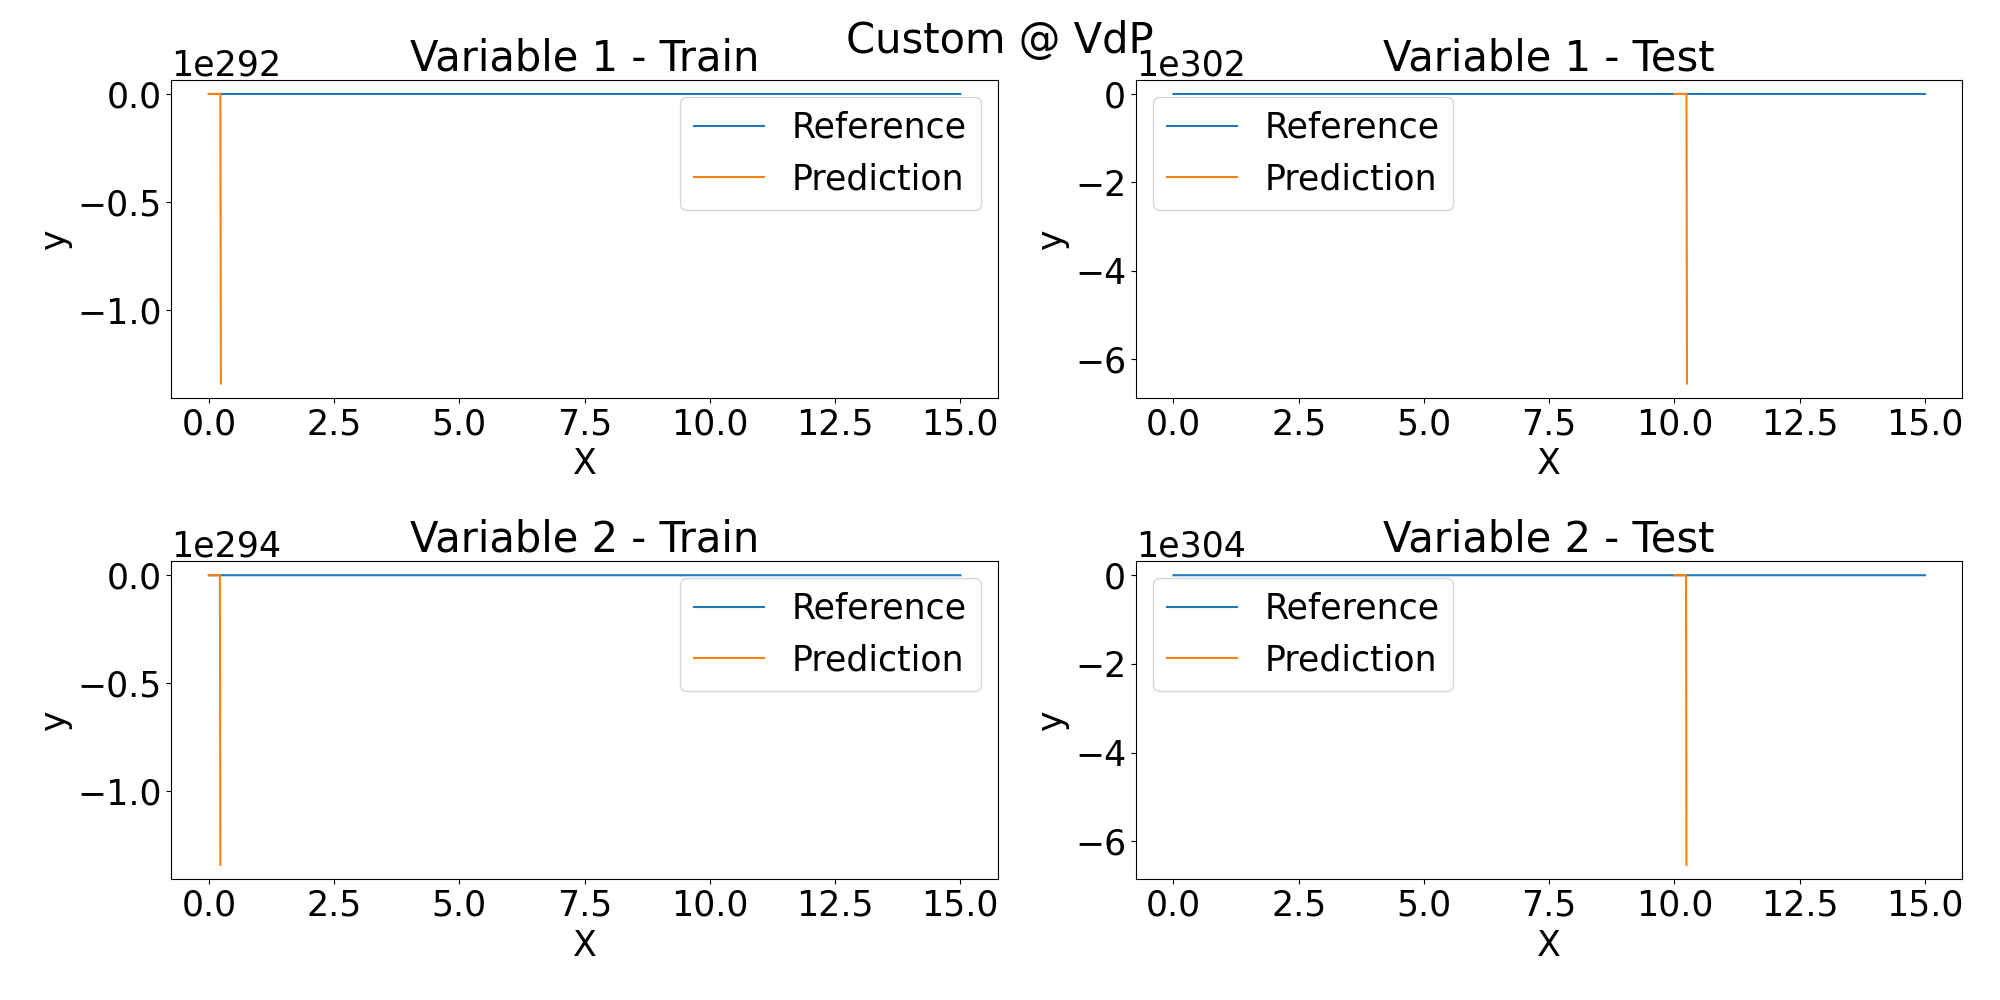 Custom @ VdP
Variable 1 - Train
1e292
0.0
−0.5
−1.0
y
0.0 2.5 5.0 7.5 10.0 12.5 15.0
X
Reference
Prediction
Variable 1 - Test
1e302
0
−2
−4
−6
y
0.0 2.5 5.0 7.5 10.0 12.5 15.0
X
Reference
Prediction
Variable 2 - Train
1e294
0.0
−0.5
−1.0
y
0.0 2.5 5.0 7.5 10.0 12.5 15.0
X
Reference
Prediction
Variable 2 - Test
1e304
0
−2
−4
−6
y
0.0 2.5 5.0 7.5 10.0 12.5 15.0
X
Reference
Prediction